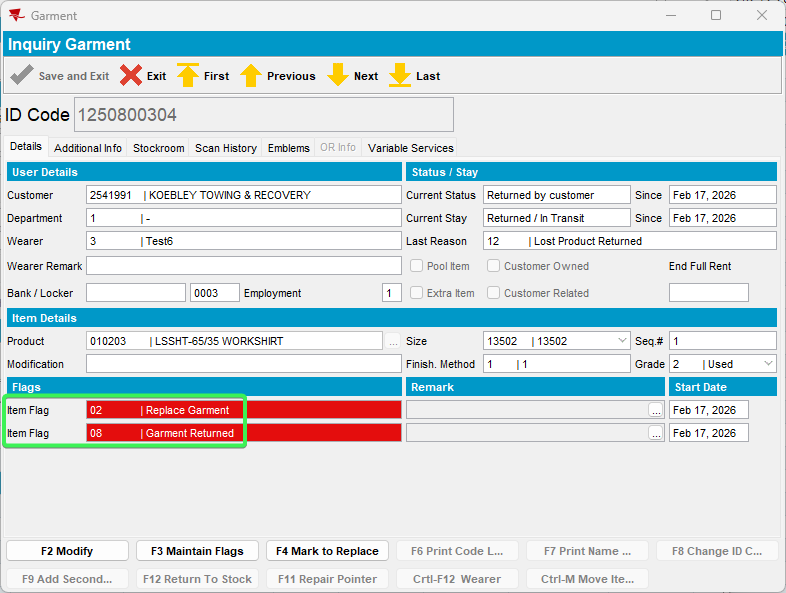 Garment
Inquiry Garment
Save and Exit Exit First Previous Next Last
ID Code 1250800304
Details Additional Info Stockroom Scan History Emblems OR Info Variable Services
User Details Status / Stay
Customer 2541991 | KOEBLEY TOWING & RECOVERY Current Status Returned by customer Since Feb 17, 2026
Department 1 | - Current Stay Returned / In Transit Since Feb 17, 2026
Wearer 3 | Test6 Last Reason 12 | Lost Product Returned
Wearer Remark Pool Item Customer Owned End Full Rent
Bank / Locker 0003 Employment 1 Extra Item Customer Related
Item Details
Product 010203 | LSSHT-65/35 WORKSHIRT ... Size 13502 | 13502 Seq.# 1
Modification Finish. Method 1 | 1 Grade 2 | Used
Flags Remark Start Date
Item Flag 02 | Replace Garment ... Feb 17, 2026
Item Flag 08 | Garment Returned ... Feb 17, 2026
F2 Modify F3 Maintain Flags F4 Mark to Replace F6 Print Code L... F7 Print Name ... F8 Change ID C...
F9 Add Second... F12 Return To Stock F11 Repair Pointer Crtl-F12 Wearer Ctrl-M Move Ite...